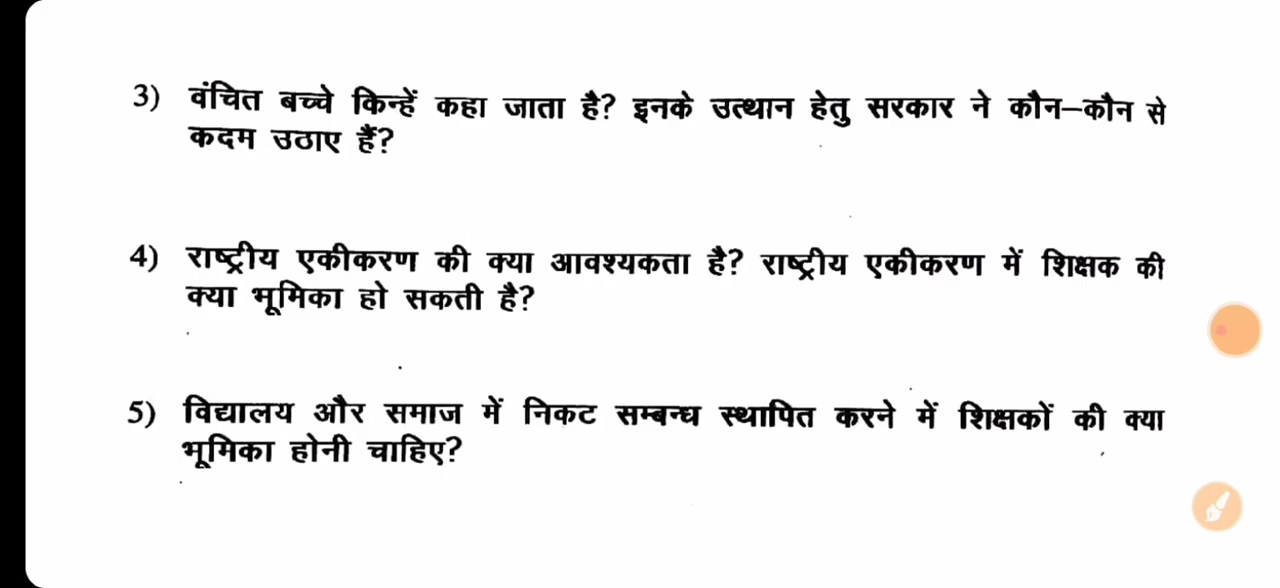 3) वंचित बच्चे किन्हें कहा जाता है? इनके उत्थान हेतु सरकार ने कौन–कौन से
कदम उठाए हैं?
4) राष्ट्रीय एकीकरण की क्या आवश्यकता है? राष्ट्रीय एकीकरण में शिक्षक की
क्या भूमिका हो सकती है?
5) विद्यालय और समाज में निकट सम्बन्ध स्थापित करने में शिक्षकों की क्या
भूमिका होनी चाहिए?